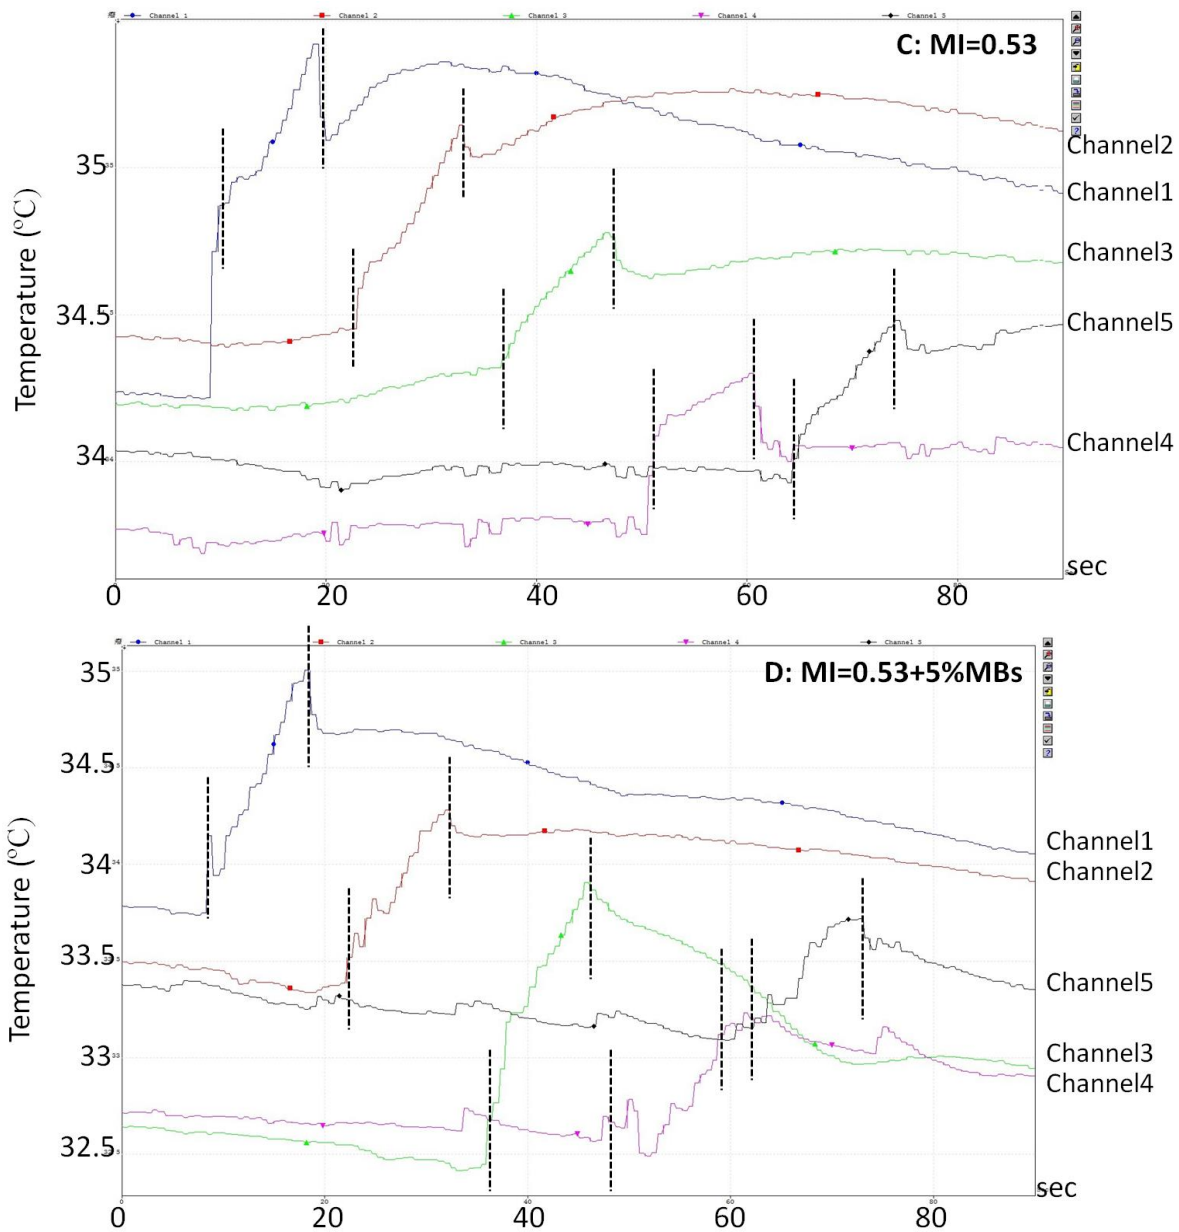 Channel 1 Channel 2 Channel 3 Channel 4 Channel 5
C: MI=0.53
Temperature (°C)
35
34.5
34
Channel2
Channel1
Channel3
Channel5
Channel4
sec
0 20 40 60 80
Channel 1 Channel 2 Channel 3 Channel 4 Channel 5
D: MI=0.53+5%MBs
Temperature (°C)
35
34.5
34
33.5
33
32.5
Channel1
Channel2
Channel5
Channel3
Channel4
sec
0 20 40 60 80